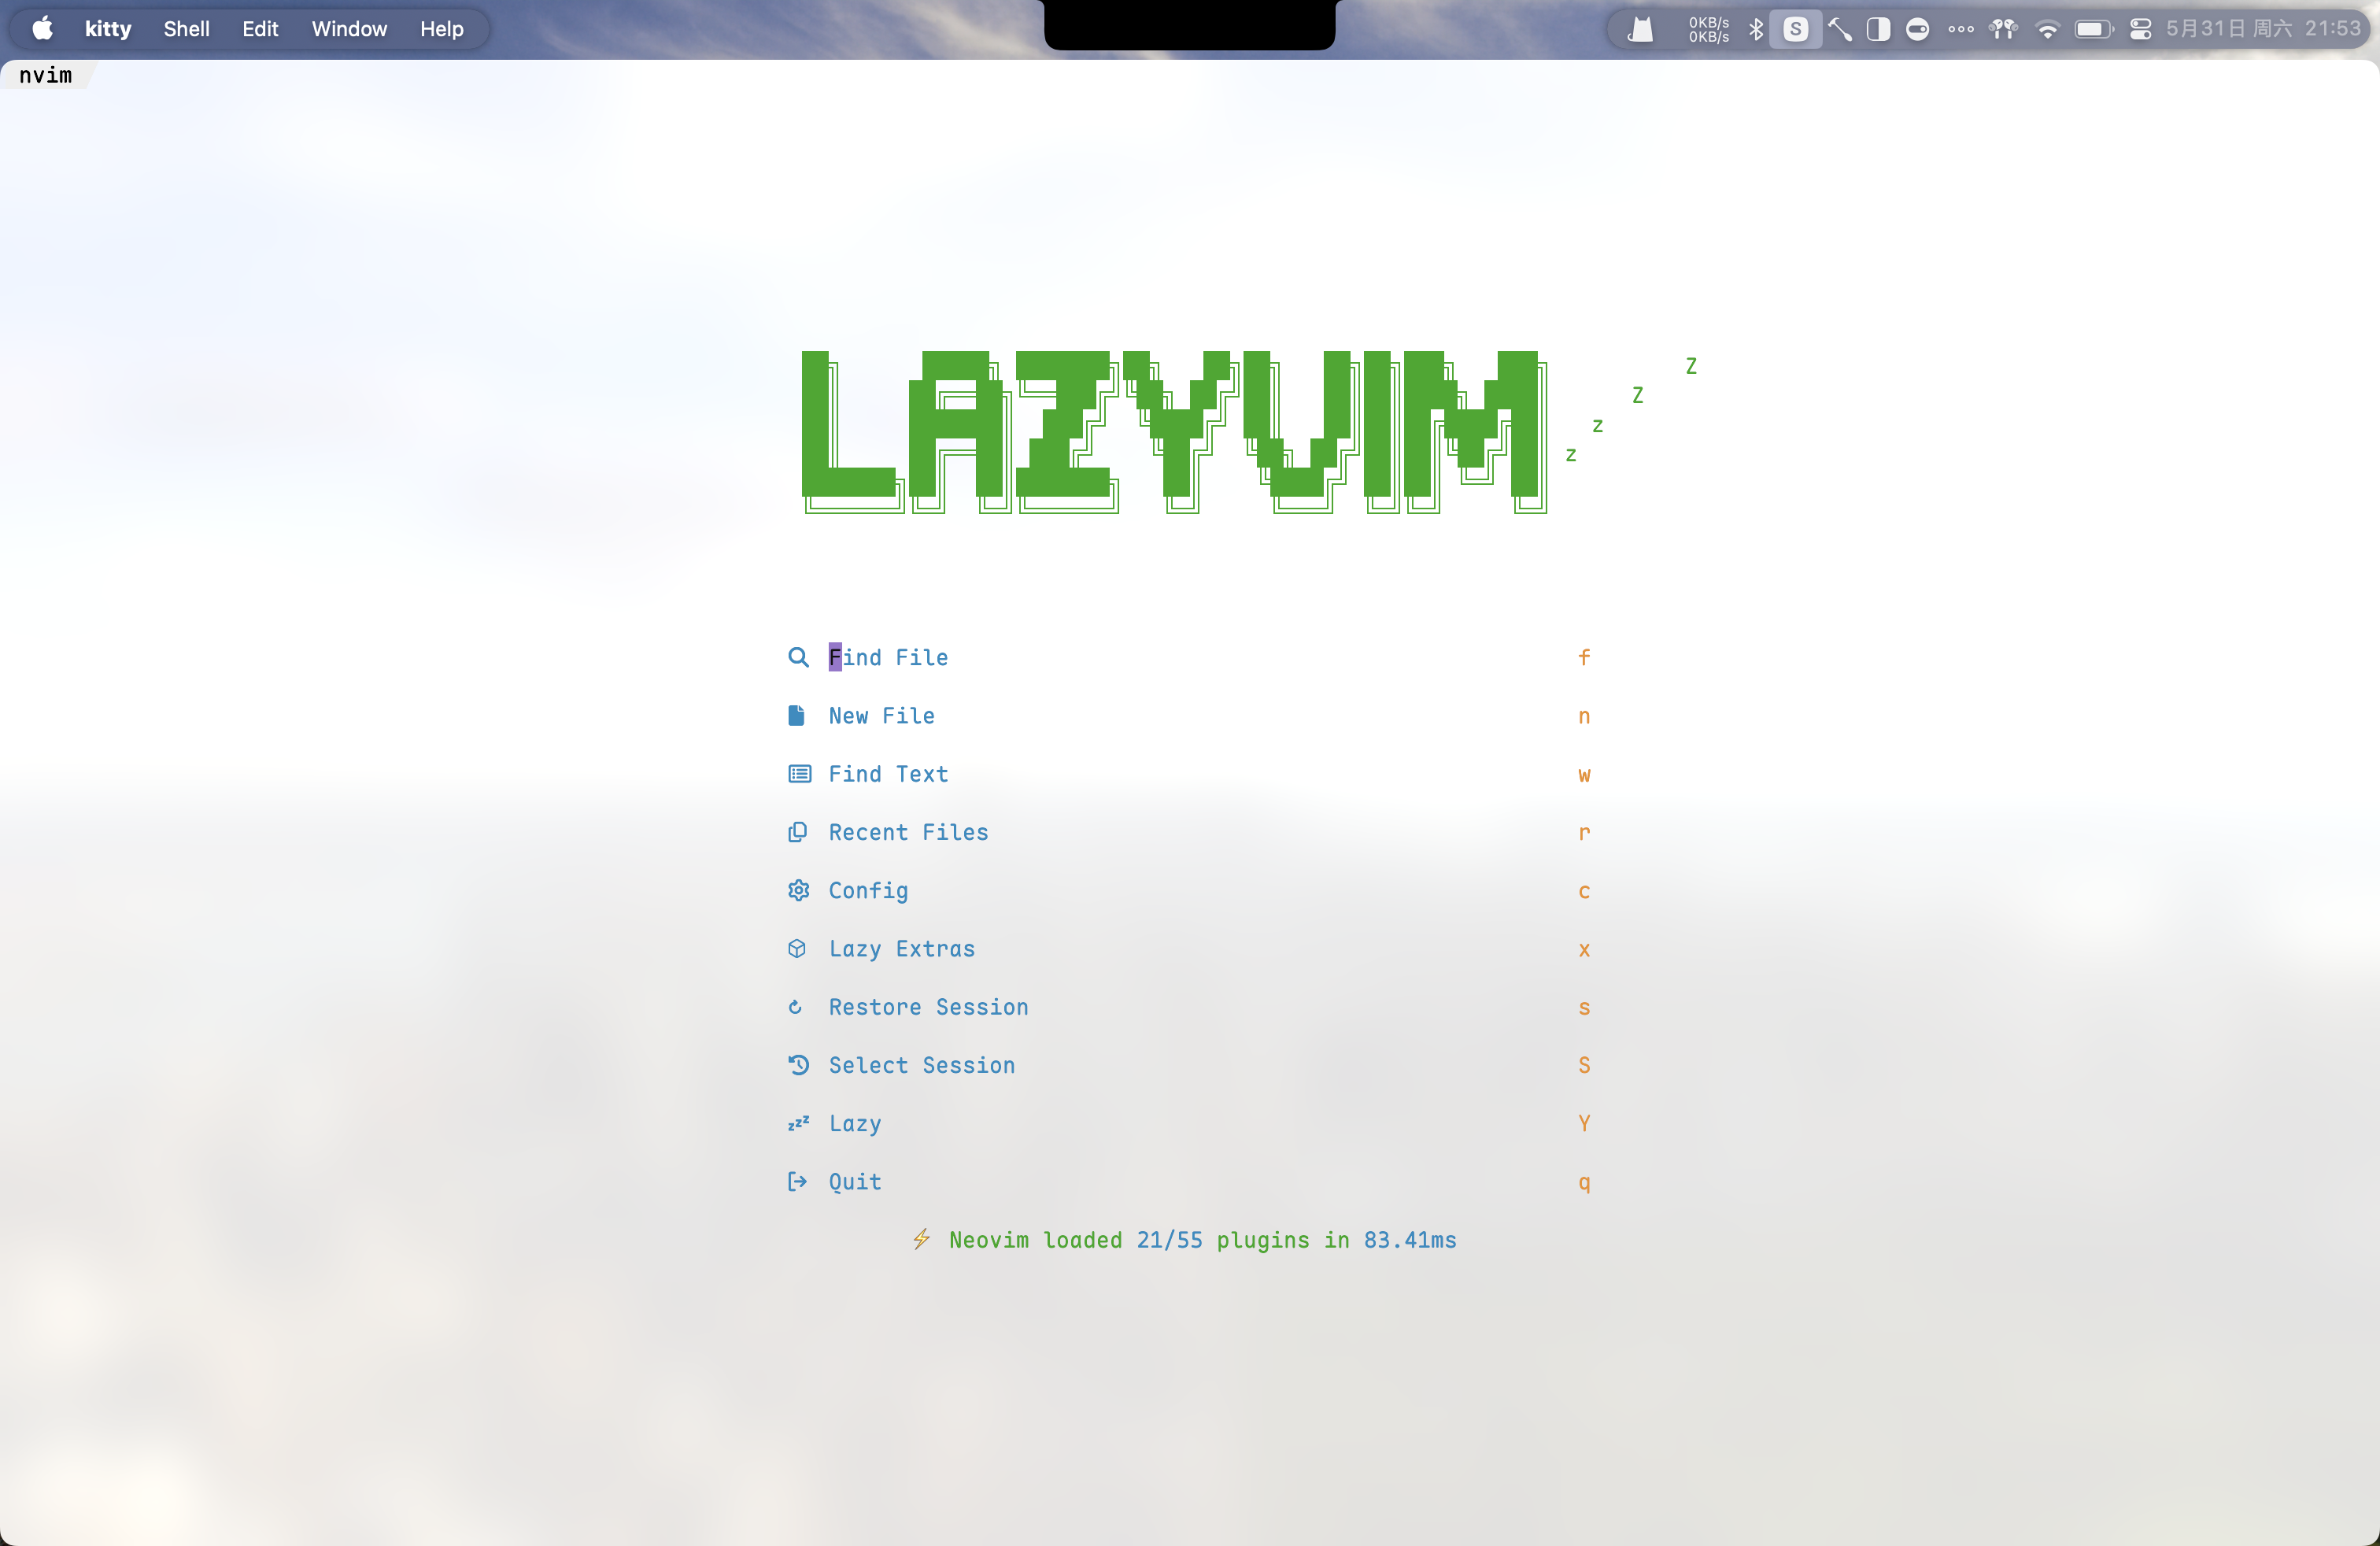 kitty Shell Edit Window Help 0KB/s 0KB/s S 5月31日 周六 21:53
nvim
LAZYVIM
Z
Z
z
z
Find File f
New File n
Find Text w
Recent Files r
Config c
Lazy Extras x
Restore Session s
Select Session S
zzz Lazy Y
Quit q
⚡ Neovim loaded 21/55 plugins in 83.41ms